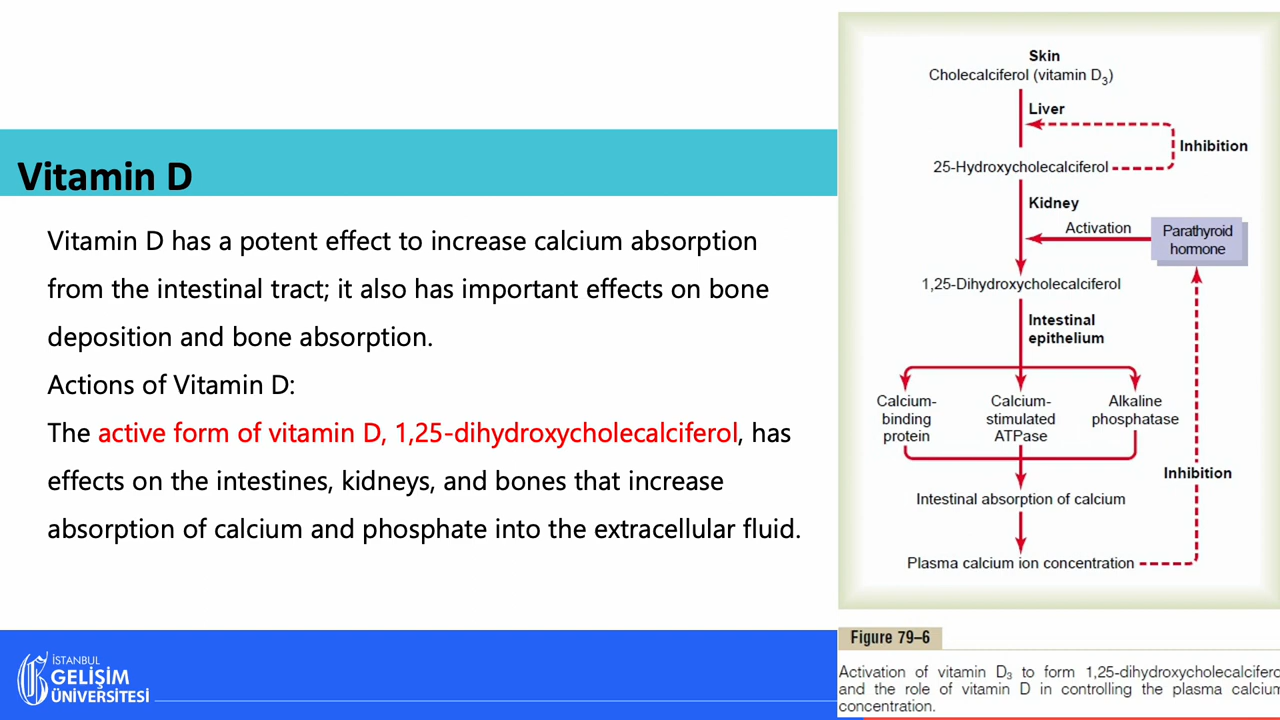 Vitamin D
Vitamin D has a potent effect to increase calcium absorption
from the intestinal tract; it also has important effects on bone
deposition and bone absorption.
Actions of Vitamin D:
The active form of vitamin D, 1,25-dihydroxycholecalciferol, has
effects on the intestines, kidneys, and bones that increase
absorption of calcium and phosphate into the extracellular fluid.
İSTANBUL
GELİŞİM
ÜNİVERSİTESİ
Skin
Cholecalciferol (vitamin D3)
Liver
Inhibition
25-Hydroxycholecalciferol
Kidney
Activation
Parathyroid
hormone
1,25-Dihydroxycholecalciferol
Intestinal
epithelium
Calcium-
binding
protein
Calcium-
stimulated
ATPase
Alkaline
phosphatase
Inhibition
Intestinal absorption of calcium
Plasma calcium ion concentration
Figure 79–6
Activation of vitamin D3 to form 1,25-dihydroxycholecalcifero
and the role of vitamin D in controlling the plasma calcium
concentration.